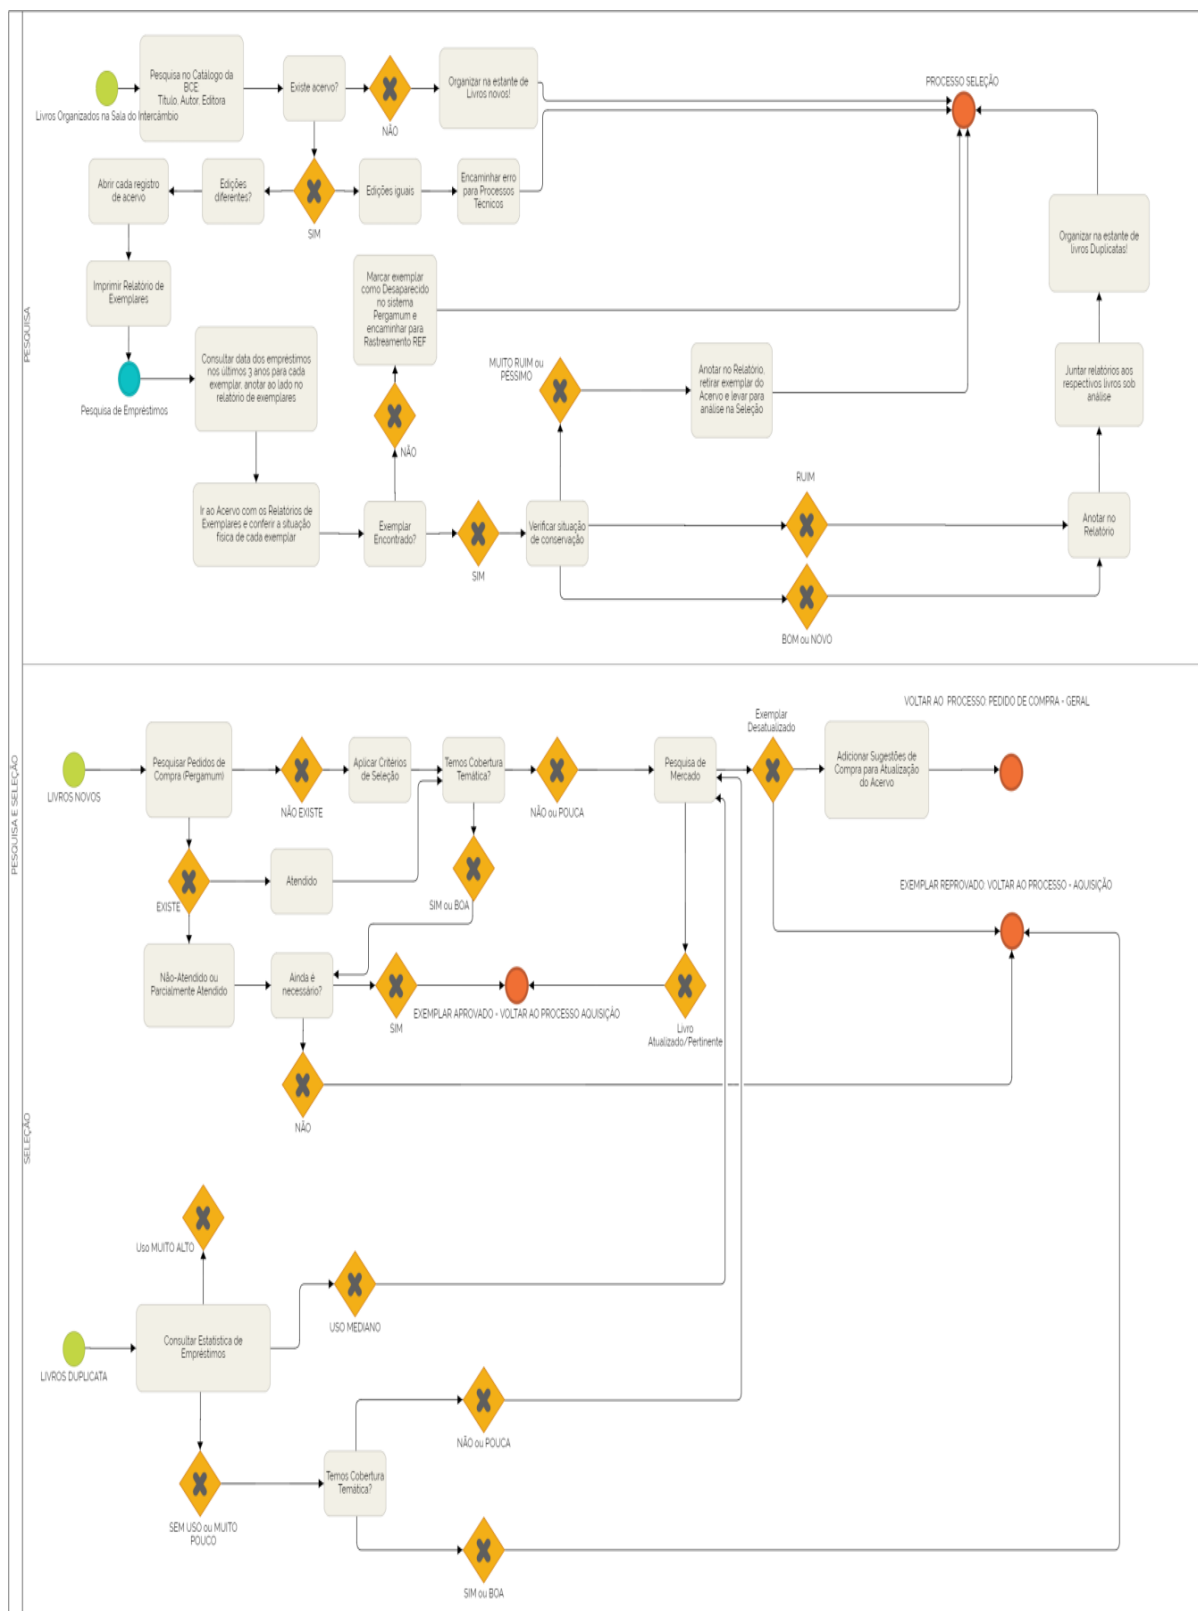 PESQUISA E SELEÇÃO
PESQUISA
Livros Organizados na Sala do Intercâmbio
Pesquisa no Catálogo da
BCE:
Título, Autor, Editora
Existe acervo?
NÃO
Organizar na estante de
Livros novos!
PROCESSO SELEÇÃO
Abrir cada registro
de acervo
Edições
diferentes?
SIM
Edições iguais
Encaminhar erro
para Processos
Técnicos
Organizar na estante de
livros Duplicatas!
Imprimir Relatório de
Exemplares
Marcar exemplar
como Desaparecido
no sistema
Pergamum e
encaminhar para
Rastreamento REF
Pesquisa de Empréstimos
Consultar data dos empréstimos
nos últimos 3 anos para cada
exemplar, anotar ao lado no
relatório de exemplares
NÃO
MUITO RUIM ou
PÉSSIMO
Anotar no Relatório,
retirar exemplar do
Acervo e levar para
análise na Seleção
Juntar relatórios aos
respectivos livros sob
análise
Ir ao Acervo com os Relatórios de
Exemplares e conferir a situação
física de cada exemplar
Exemplar
Encontrado?
SIM
Verificar situação
de conservação
RUIM
BOM ou NOVO
Anotar no
Relatório
SELEÇÃO
LIVROS NOVOS
Pesquisar Pedidos de
Compra (Pergamum)
NÃO EXISTE
Aplicar Critérios
de Seleção
Temos Cobertura
Temática?
NÃO ou POUCA
Pesquisa de
Mercado
Exemplar
Desatualizado
Adicionar Sugestões de
Compra para Atualização
do Acervo
VOLTAR AO PROCESSO: PEDIDO DE COMPRA - GERAL
EXISTE
Atendido
SIM ou BOA
EXEMPLAR REPROVADO: VOLTAR AO PROCESSO - AQUISIÇÃO
Não-Atendido ou
Parcialmente Atendido
Ainda é
necessário?
SIM
EXEMPLAR APROVADO - VOLTAR AO PROCESSO AQUISIÇÃO
Livro
Atualizado/Pertinente
NÃO
Uso MUITO ALTO
USO MEDIANO
LIVROS DUPLICATA
Consultar Estatística de
Empréstimos
NÃO ou POUCA
SEM USO ou MUITO
POUCO
Temos Cobertura
Temática?
SIM ou BOA